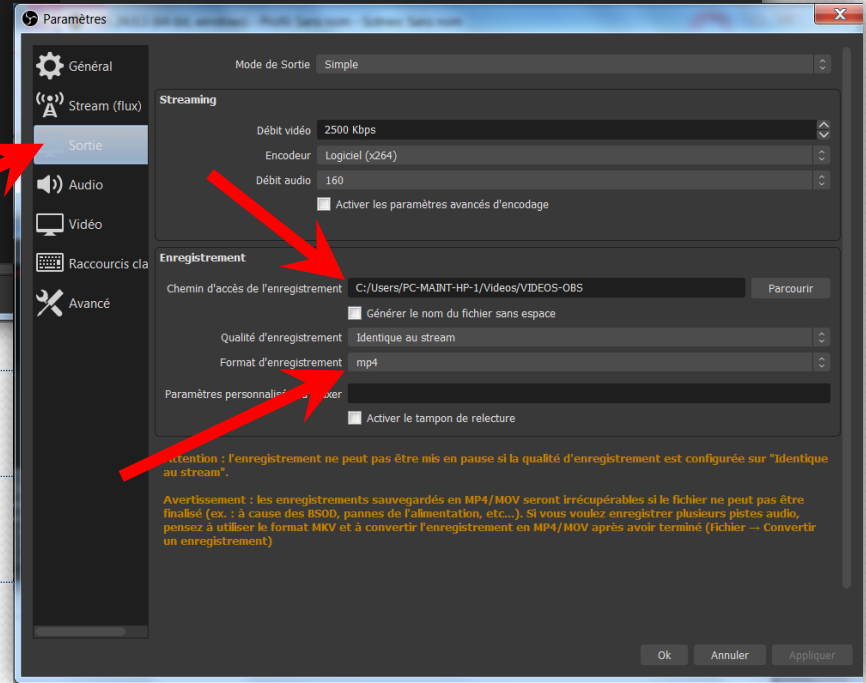 Paramètres
Général
Stream (flux)
Sortie
Audio
Vidéo
Raccourcis cla
Avancé
Mode de Sortie Simple
Streaming
Débit vidéo 2500 Kbps
Encodeur Logiciel (x264)
Débit audio 160
Activer les paramètres avancés d'encodage
Enregistrement
Chemin d'accès de l'enregistrement C:/Users/PC-MAINT-HP-1/Videos/VIDEOS-OBS Parcourir
Générer le nom du fichier sans espace
Qualité d'enregistrement Identique au stream
Format d'enregistrement mp4
Paramètres
Activer le tampon de relecture
Attention : l'enregistrement ne peut pas être mis en pause si la qualité d'enregistrement est configurée sur "Identique
au stream".
Avertissement : les enregistrements sauvegardés en MP4/MOV seront irrécupérables si le fichier ne peut pas être
finalisé (ex. : à cause des BSOD, pannes de l'alimentation, etc...). Si vous voulez enregistrer plusieurs pistes audio,
pensez à utiliser le format MKV et à convertir l'enregistrement en MP4/MOV après avoir terminé (Fichier → Convertir
un enregistrement)
Ok Annuler Appliquer